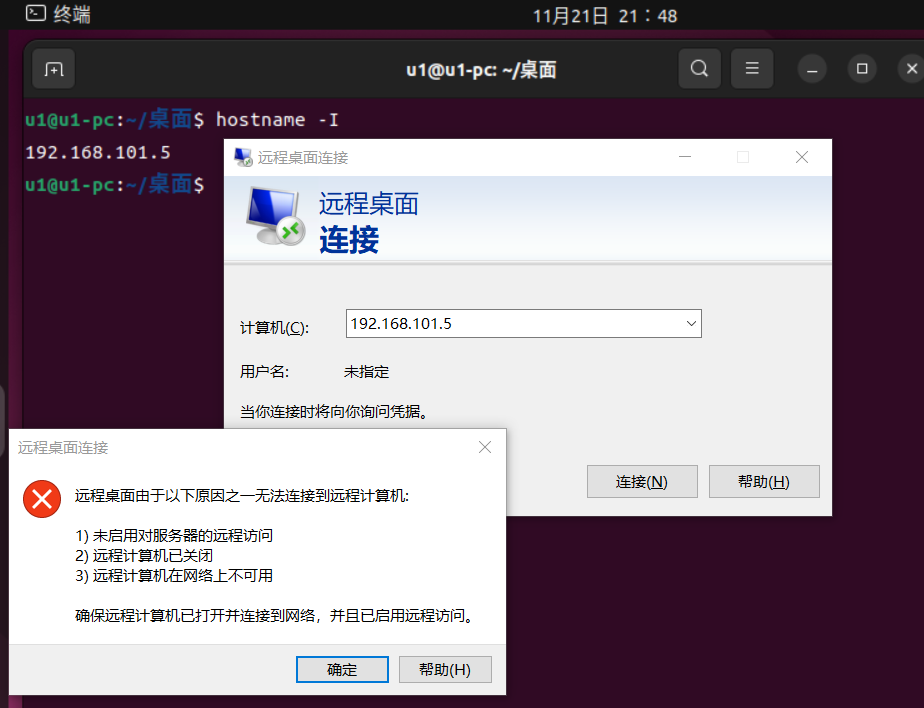 终端
11月21日 21：48
u1@u1-pc: ~/桌面
u1@u1-pc:~/桌面$ hostname -I
192.168.101.5
u1@u1-pc:~/桌面$
远程桌面连接
远程桌面
连接
计算机(C):
192.168.101.5
用户名:
未指定
当你连接时将向你询问凭据。
连接(N)
帮助(H)
远程桌面连接
远程桌面由于以下原因之一无法连接到远程计算机:
1) 未启用对服务器的远程访问
2) 远程计算机已关闭
3) 远程计算机在网络上不可用
确保远程计算机已打开并连接到网络，并且已启用远程访问。
确定
帮助(H)